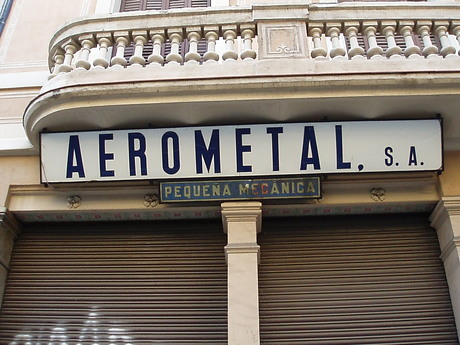 AEROMETAL, S. A.
PEQUEÑA MECÁNICA